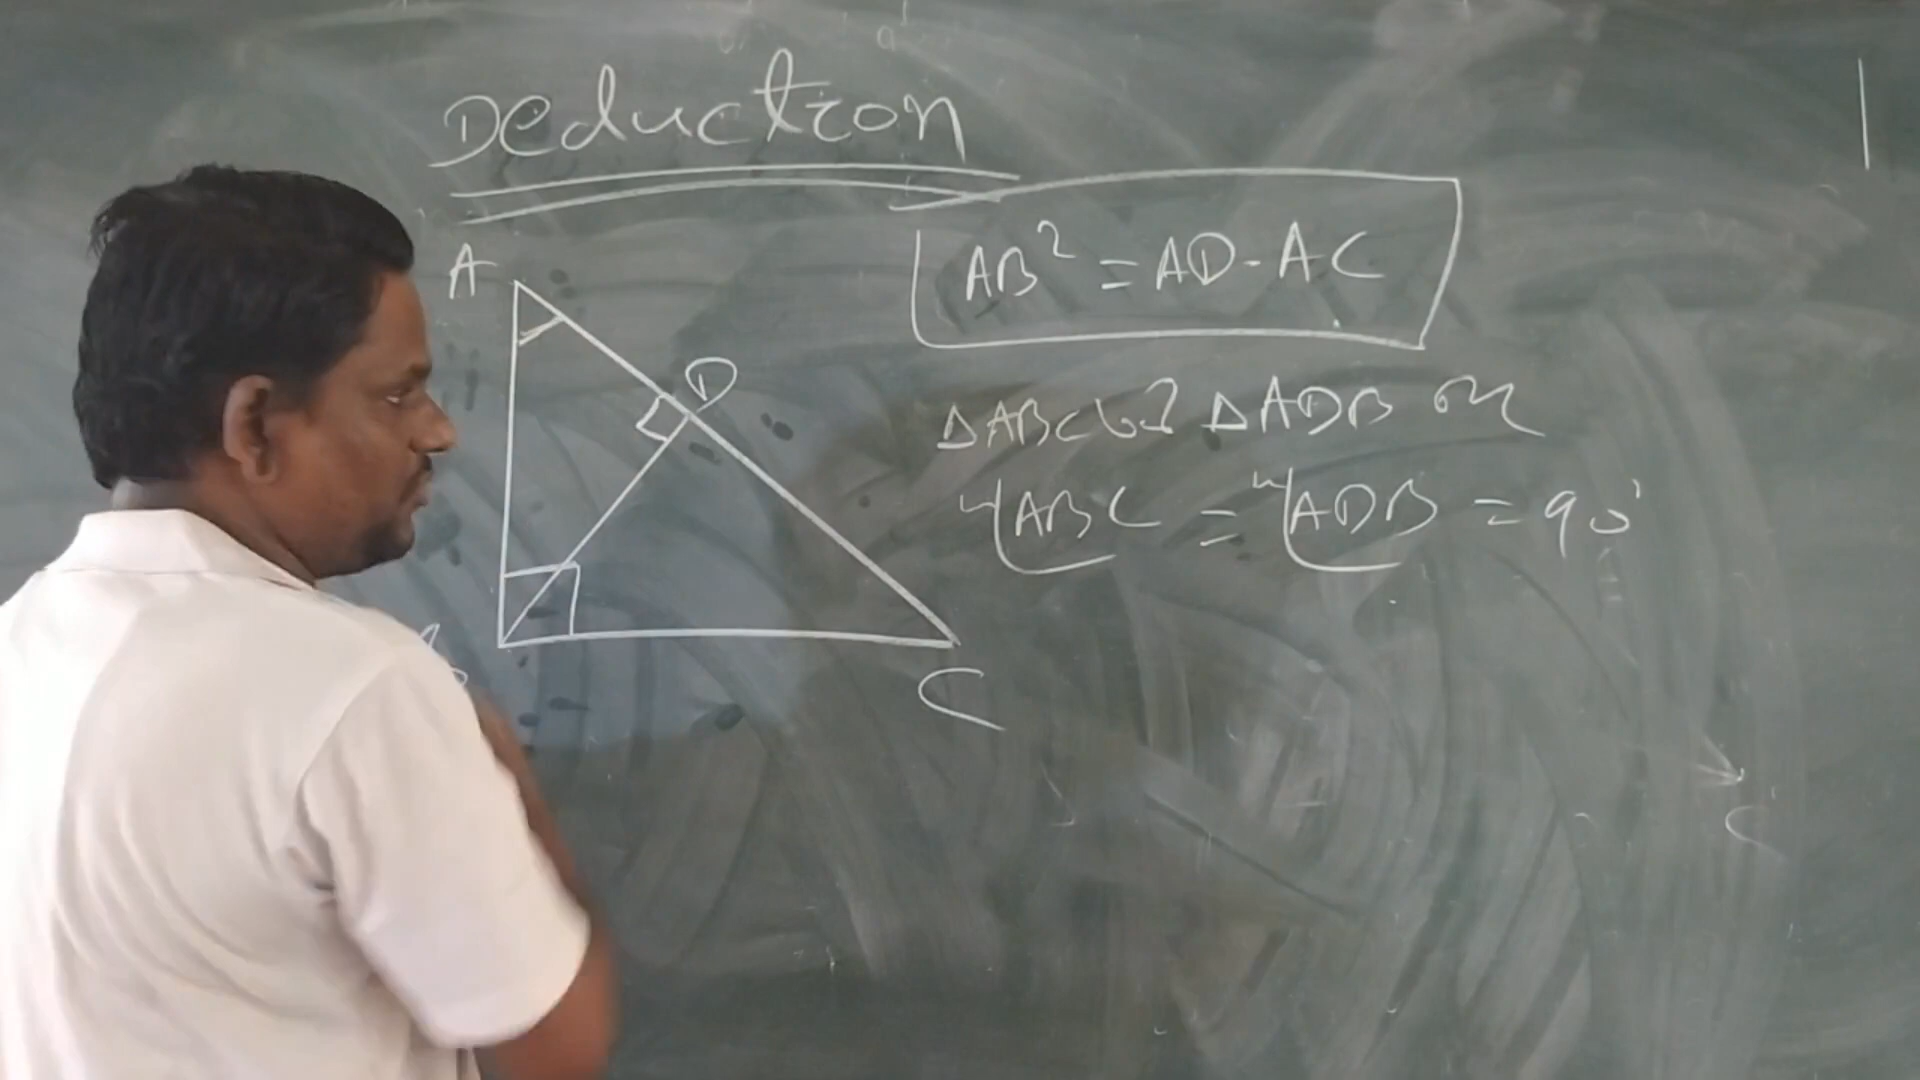 Deduction
AB² = AD·AC
A
D
ΔABC ΔADB
m∠ABC = m∠ADB = 90°
B
C
C